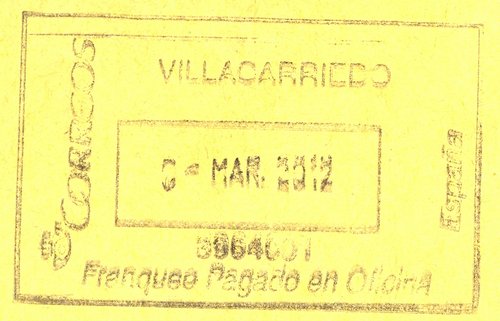 VILLACARRIEDO
Correos
- MAR. 2012
España
Franqueo Pagado en Oficina